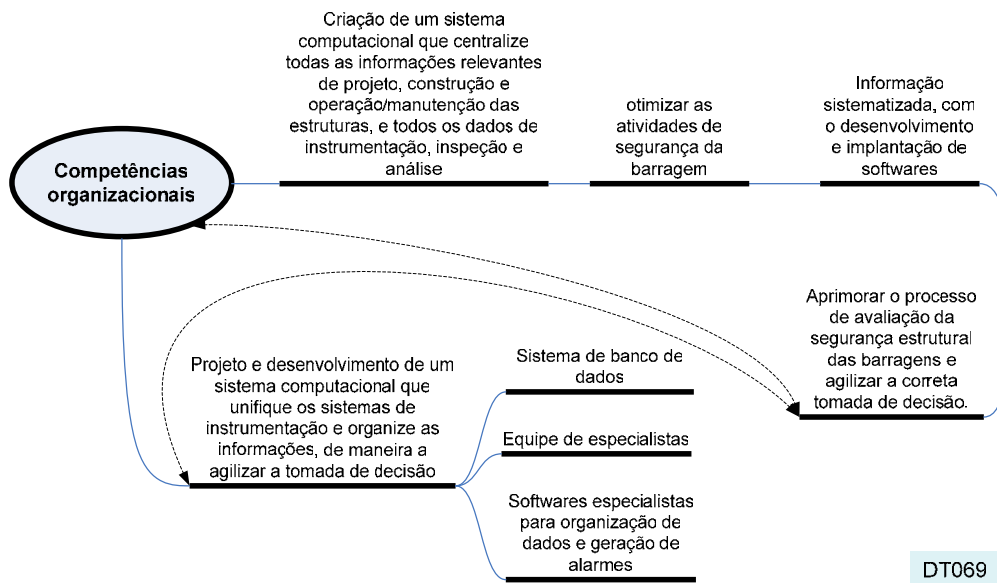 Criação de um sistema
computacional que centralize
todas as informações relevantes
de projeto, construção e
operação/manutenção das
estruturas, e todos os dados de
instrumentação, inspeção e
análise
otimizar as
atividades de
segurança da
barragem
Informação
sistematizada, com
o desenvolvimento
e implantação de
softwares
Competências
organizacionais
Aprimorar o processo
de avaliação da
segurança estrutural
das barragens e
agilizar a correta
tomada de decisão.
Projeto e desenvolvimento de um
sistema computacional que
unifique os sistemas de
instrumentação e organize as
informações, de maneira a
agilizar a tomada de decisão
Sistema de banco de
dados
Equipe de especialistas
Softwares especialistas
para organização de
dados e geração de
alarmes
DT069